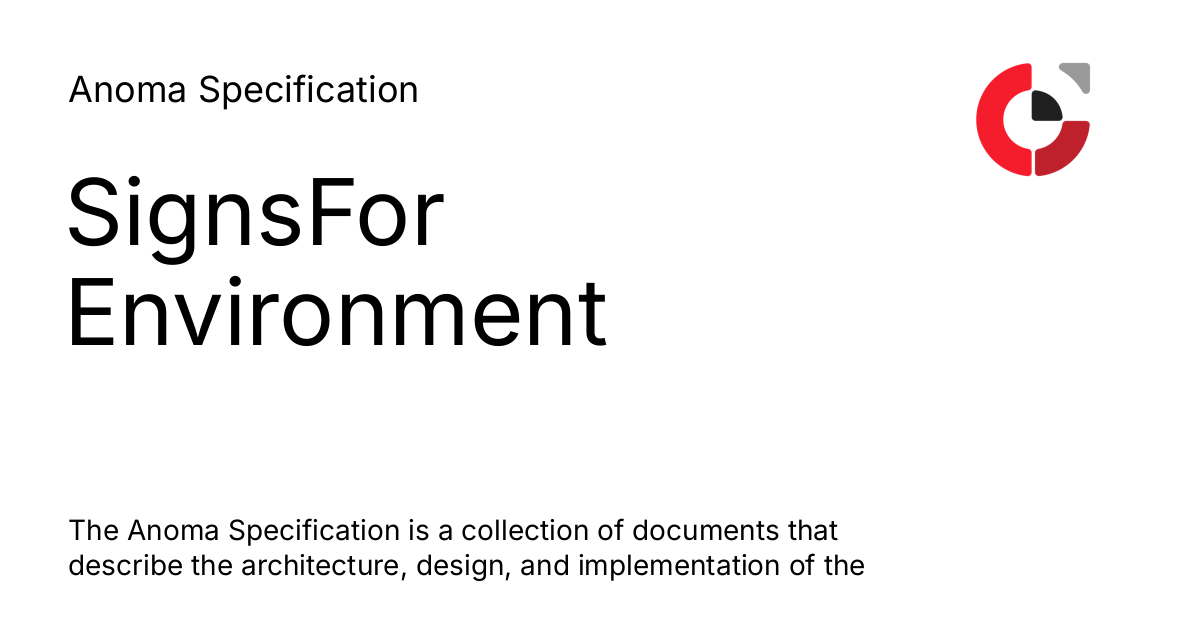 Anoma Specification
SignsFor
Environment
The Anoma Specification is a collection of documents that
describe the architecture, design, and implementation of the